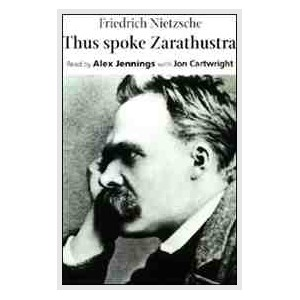 Friedrich Nietzsche
Thus spoke Zarathustra
Read by Alex Jennings with Jon Cartwright